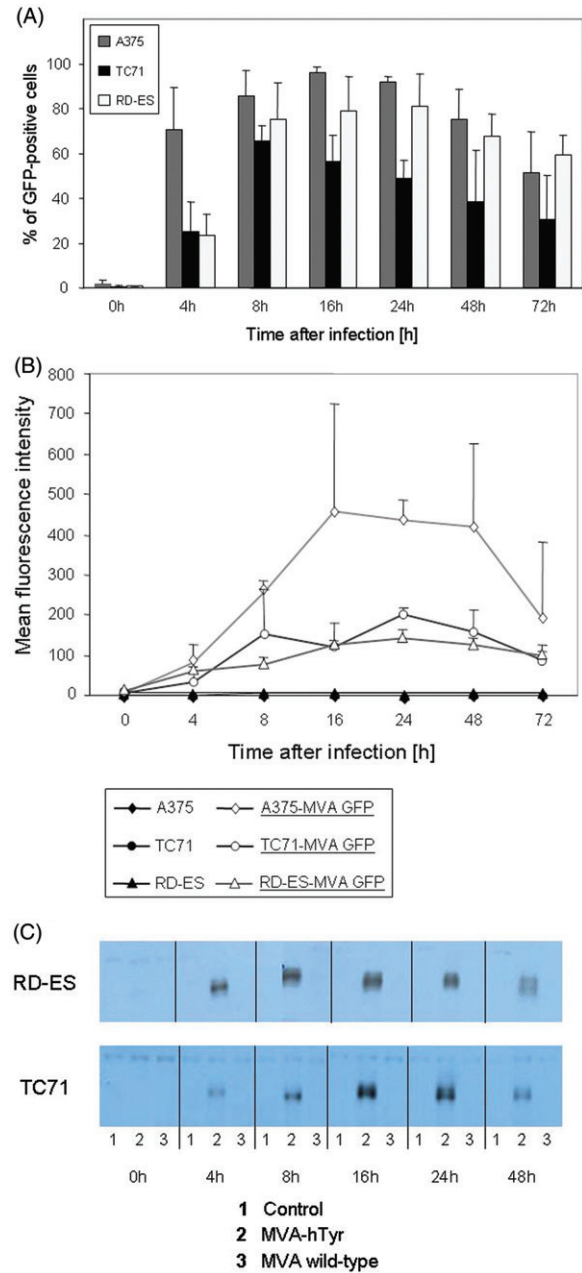 (A)
A375
TC71
RD-ES
% of GFP-positive cells
100
80
60
40
20
0
0h 4h 8h 16h 24h 48h 72h
Time after infection [h]
(B)
Mean fluorescence intensity
800
700
600
500
400
300
200
100
0
0 4 8 16 24 48 72
Time after infection [h]
A375 A375-MVA GFP
TC71 TC71-MVA GFP
RD-ES RD-ES-MVA GFP
(C)
RD-ES
TC71
1 2 3 1 2 3 1 2 3 1 2 3 1 2 3 1 2 3
0h 4h 8h 16h 24h 48h
1 Control
2 MVA-hTyr
3 MVA wild-type